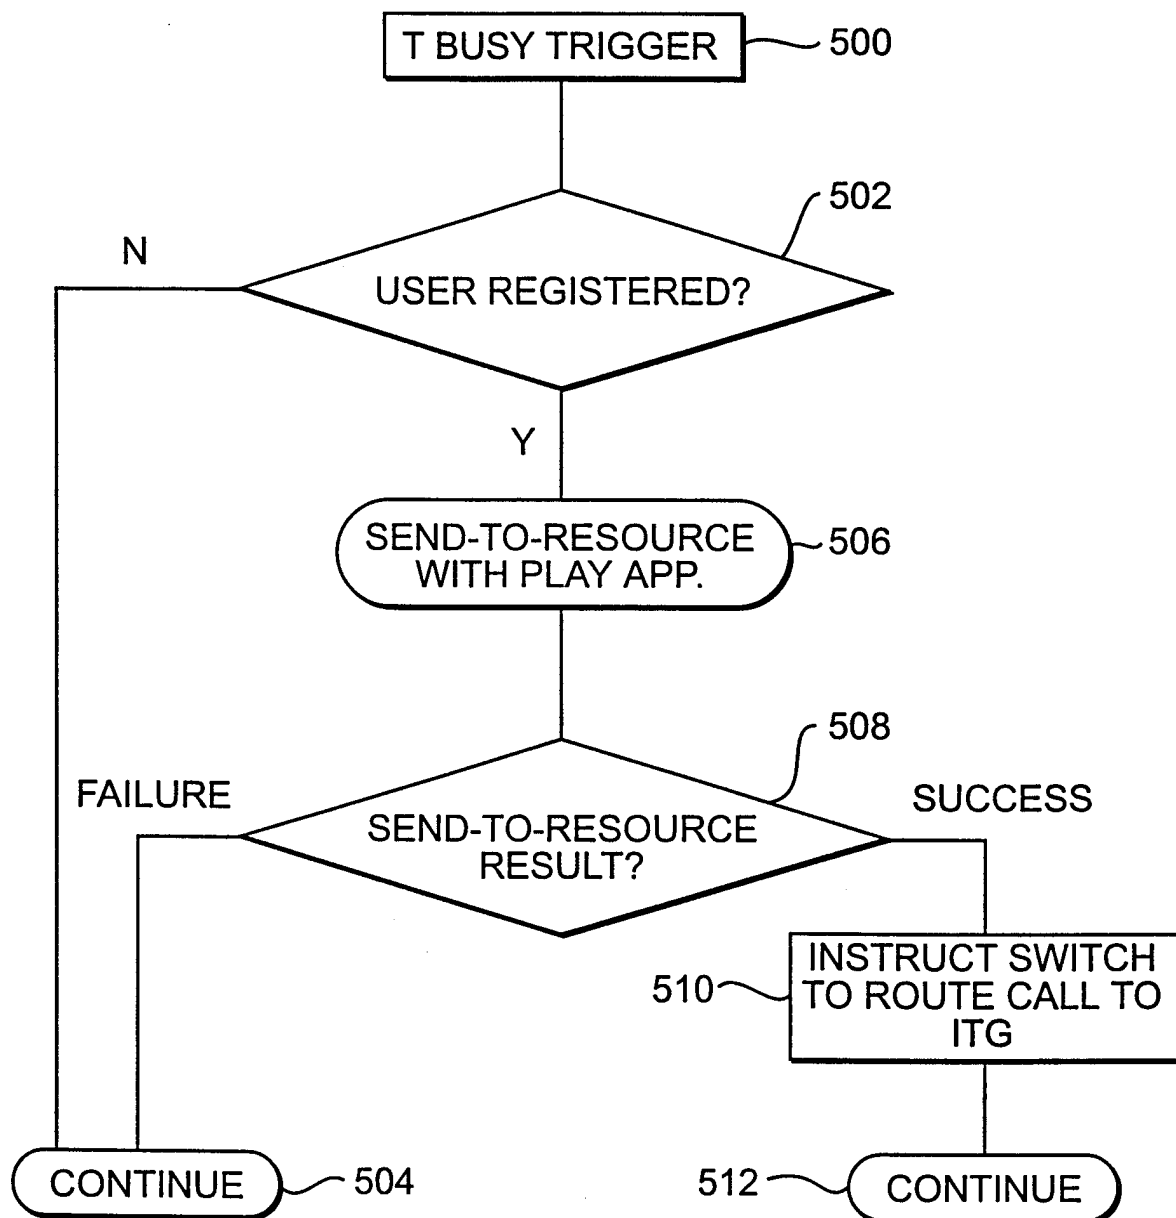 T BUSY TRIGGER
500
502
N
USER REGISTERED?
Y
SEND-TO-RESOURCE
WITH PLAY APP.
506
508
FAILURE
SUCCESS
SEND-TO-RESOURCE
RESULT?
INSTRUCT SWITCH
TO ROUTE CALL TO
ITG
510
CONTINUE
504
512
CONTINUE